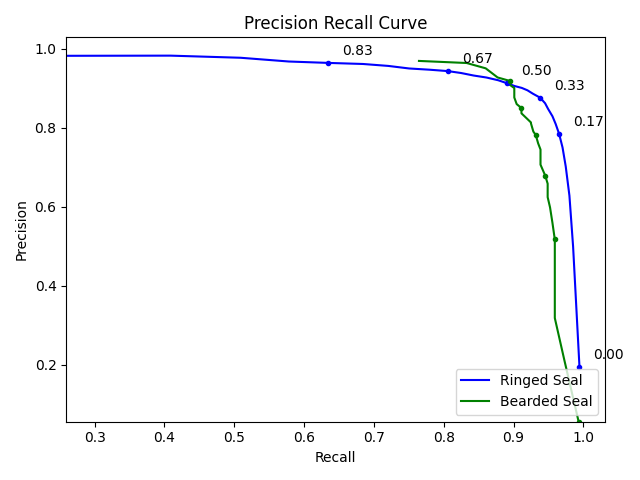 Precision Recall Curve
1.0
0.8
0.6
0.4
0.2
Precision
0.83
0.67
0.50
0.33
0.17
0.00
Ringed Seal
Bearded Seal
0.3 0.4 0.5 0.6 0.7 0.8 0.9 1.0
Recall